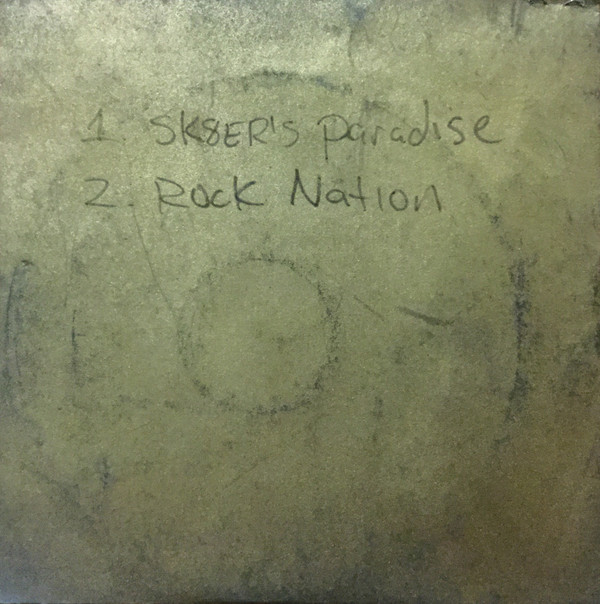 1. SK8ER'S paradise
2. Rock Nation